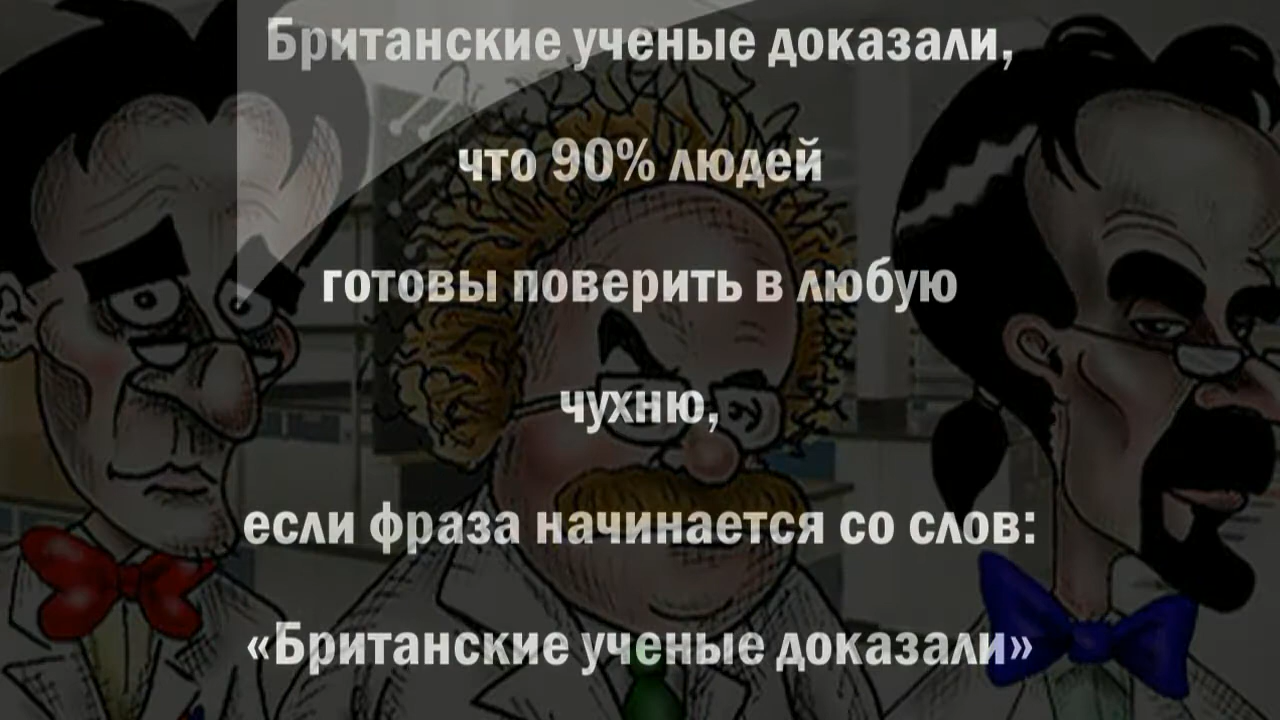 Британские ученые доказали,
что 90% людей
готовы поверить в любую
чухню,
если фраза начинается со слов:
«Британские ученые доказали»